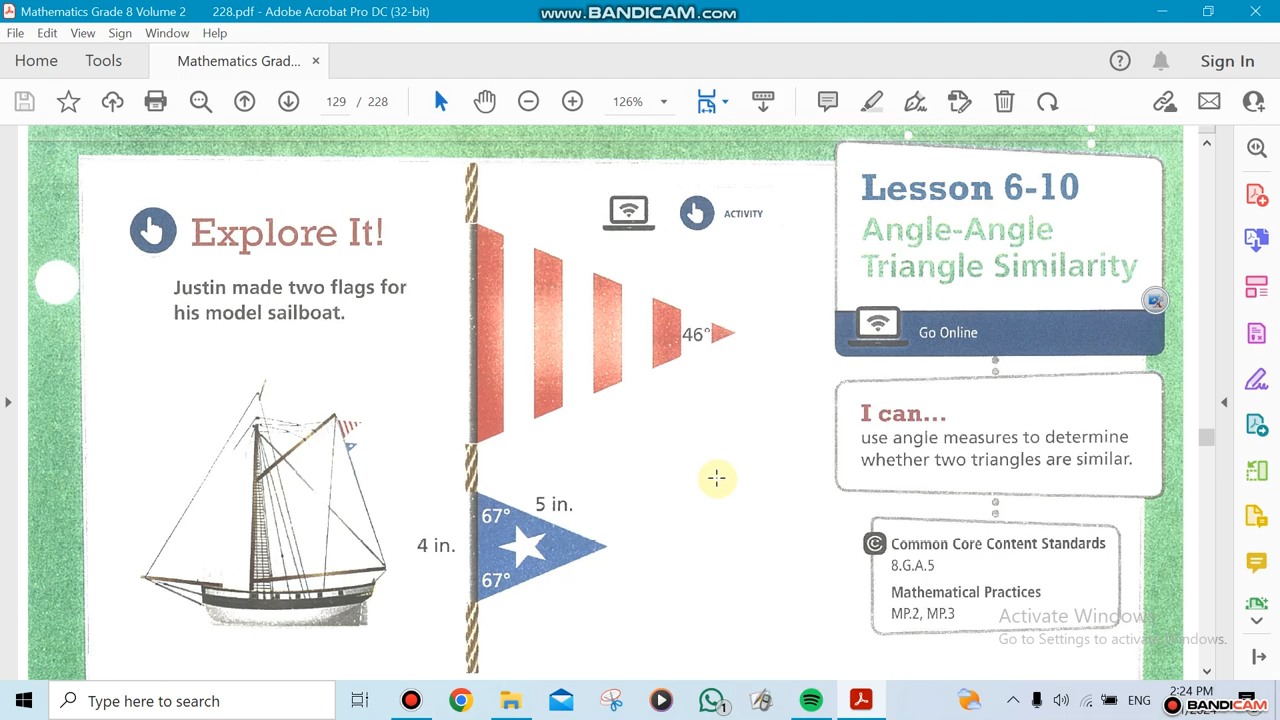 Mathematics Grade 8 Volume 2 228.pdf - Adobe Acrobat Pro DC (32-bit)
www.BANDICAM.com
File Edit View Sign Window Help
Home Tools Mathematics Grad... ×
Sign In
129 / 228
126%
Explore It!
Justin made two flags for
his model sailboat.
ACTIVITY
46°
5 in.
67°
4 in.
67°
Lesson 6-10
Angle-Angle
Triangle Similarity
Go Online
I can...
use angle measures to determine
whether two triangles are similar.
Common Core Content Standards
8.G.A.5
Mathematical Practices
MP.2, MP.3
Activate Windows
Go to Settings to activate Windows.
Type here to search
1
ENG
2:24 PM
BANDICAM